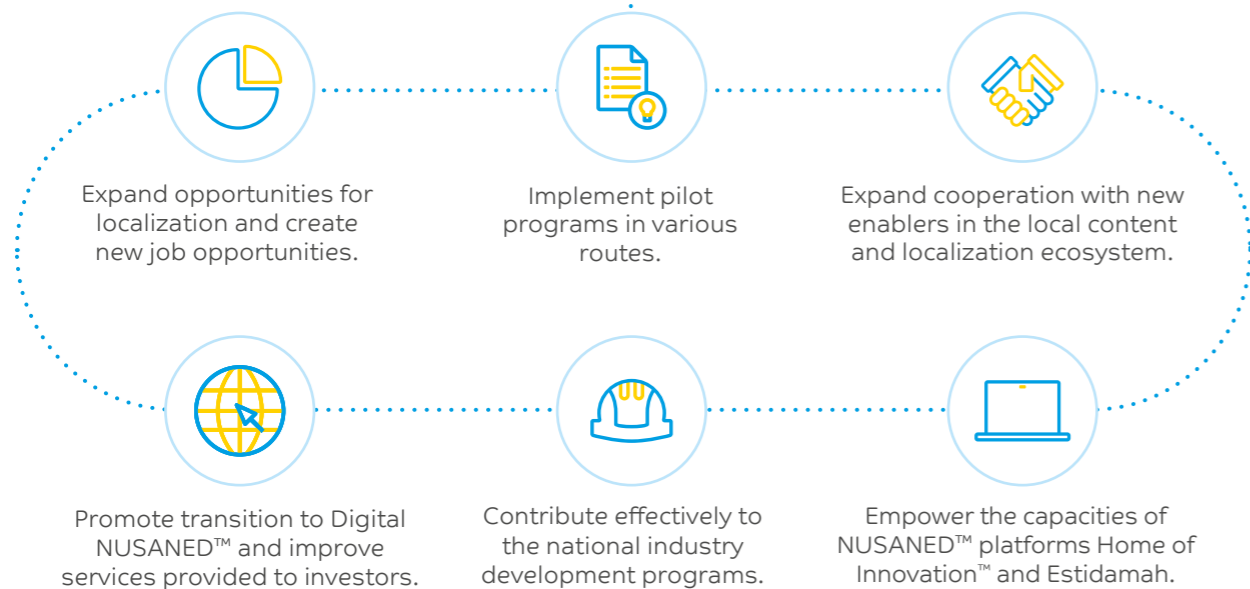 Expand opportunities for
localization and create
new job opportunities.
Implement pilot
programs in various
routes.
Expand cooperation with new
enablers in the local content
and localization ecosystem.
Promote transition to Digital
NUSANED™ and improve
services provided to investors.
Contribute effectively to
the national industry
development programs.
Empower the capacities of
NUSANED™ platforms Home of
Innovation™ and Estidamah.